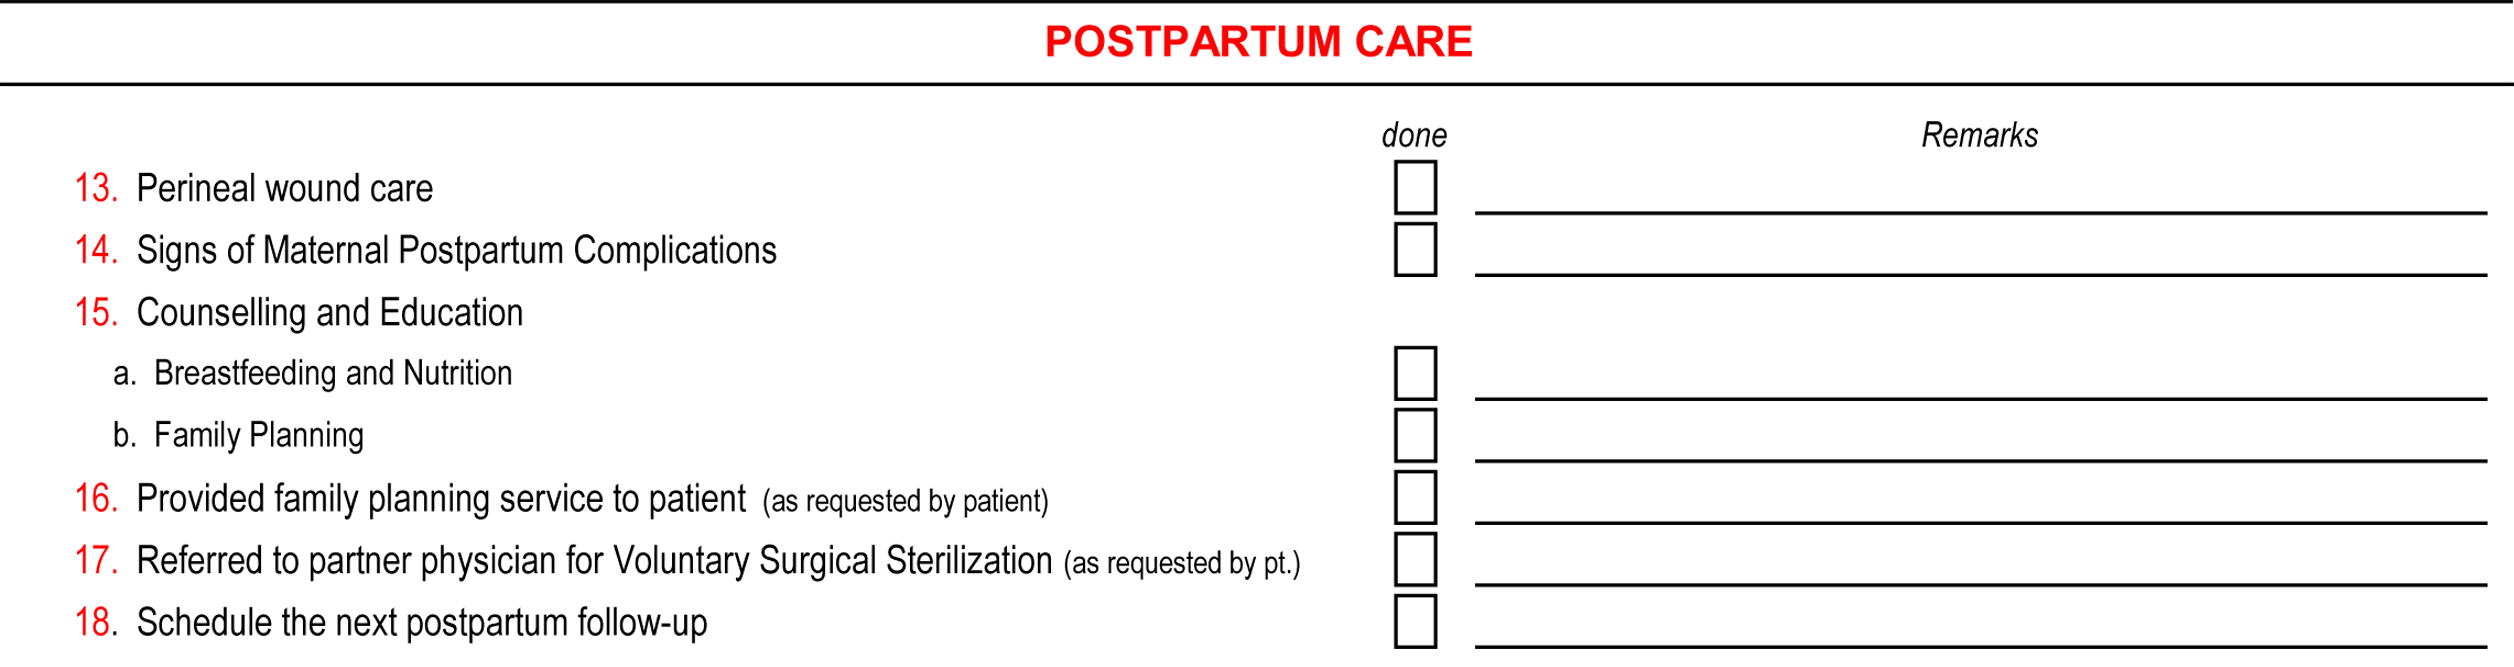 POSTPARTUM CARE
done Remarks
13. Perineal wound care
14. Signs of Maternal Postpartum Complications
15. Counselling and Education
a. Breastfeeding and Nutrition
b. Family Planning
16. Provided family planning service to patient (as requested by patient)
17. Referred to partner physician for Voluntary Surgical Sterilization (as requested by pt.)
18. Schedule the next postpartum follow-up